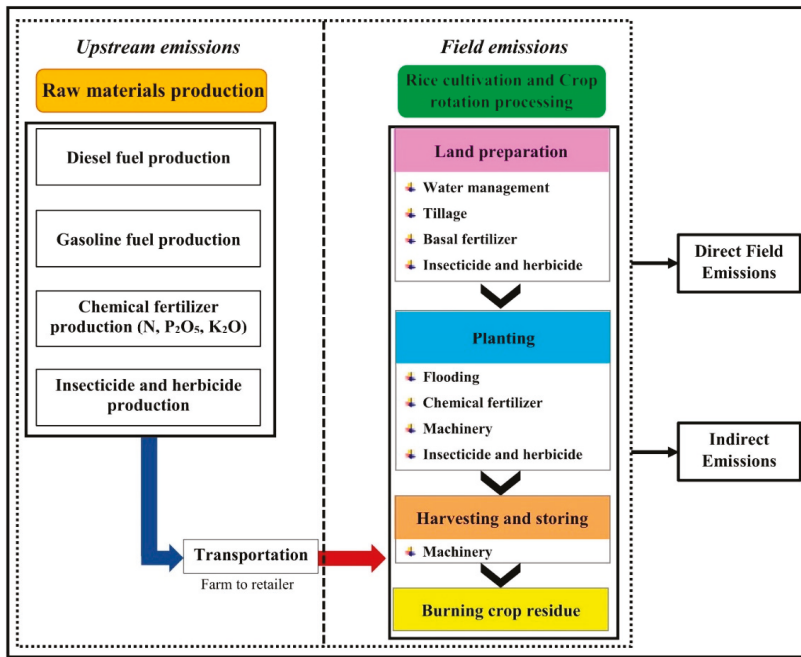 Upstream emissions
Raw materials production
Diesel fuel production
Gasoline fuel production
Chemical fertilizer
production (N, P₂O₅, K₂O)
Insecticide and herbicide
production
Transportation
Farm to retailer
Field emissions
Rice cultivation and Crop
rotation processing
Land preparation
Water management
Tillage
Basal fertilizer
Insecticide and herbicide
Planting
Flooding
Chemical fertilizer
Machinery
Insecticide and herbicide
Harvesting and storing
Machinery
Burning crop residue
Direct Field
Emissions
Indirect
Emissions